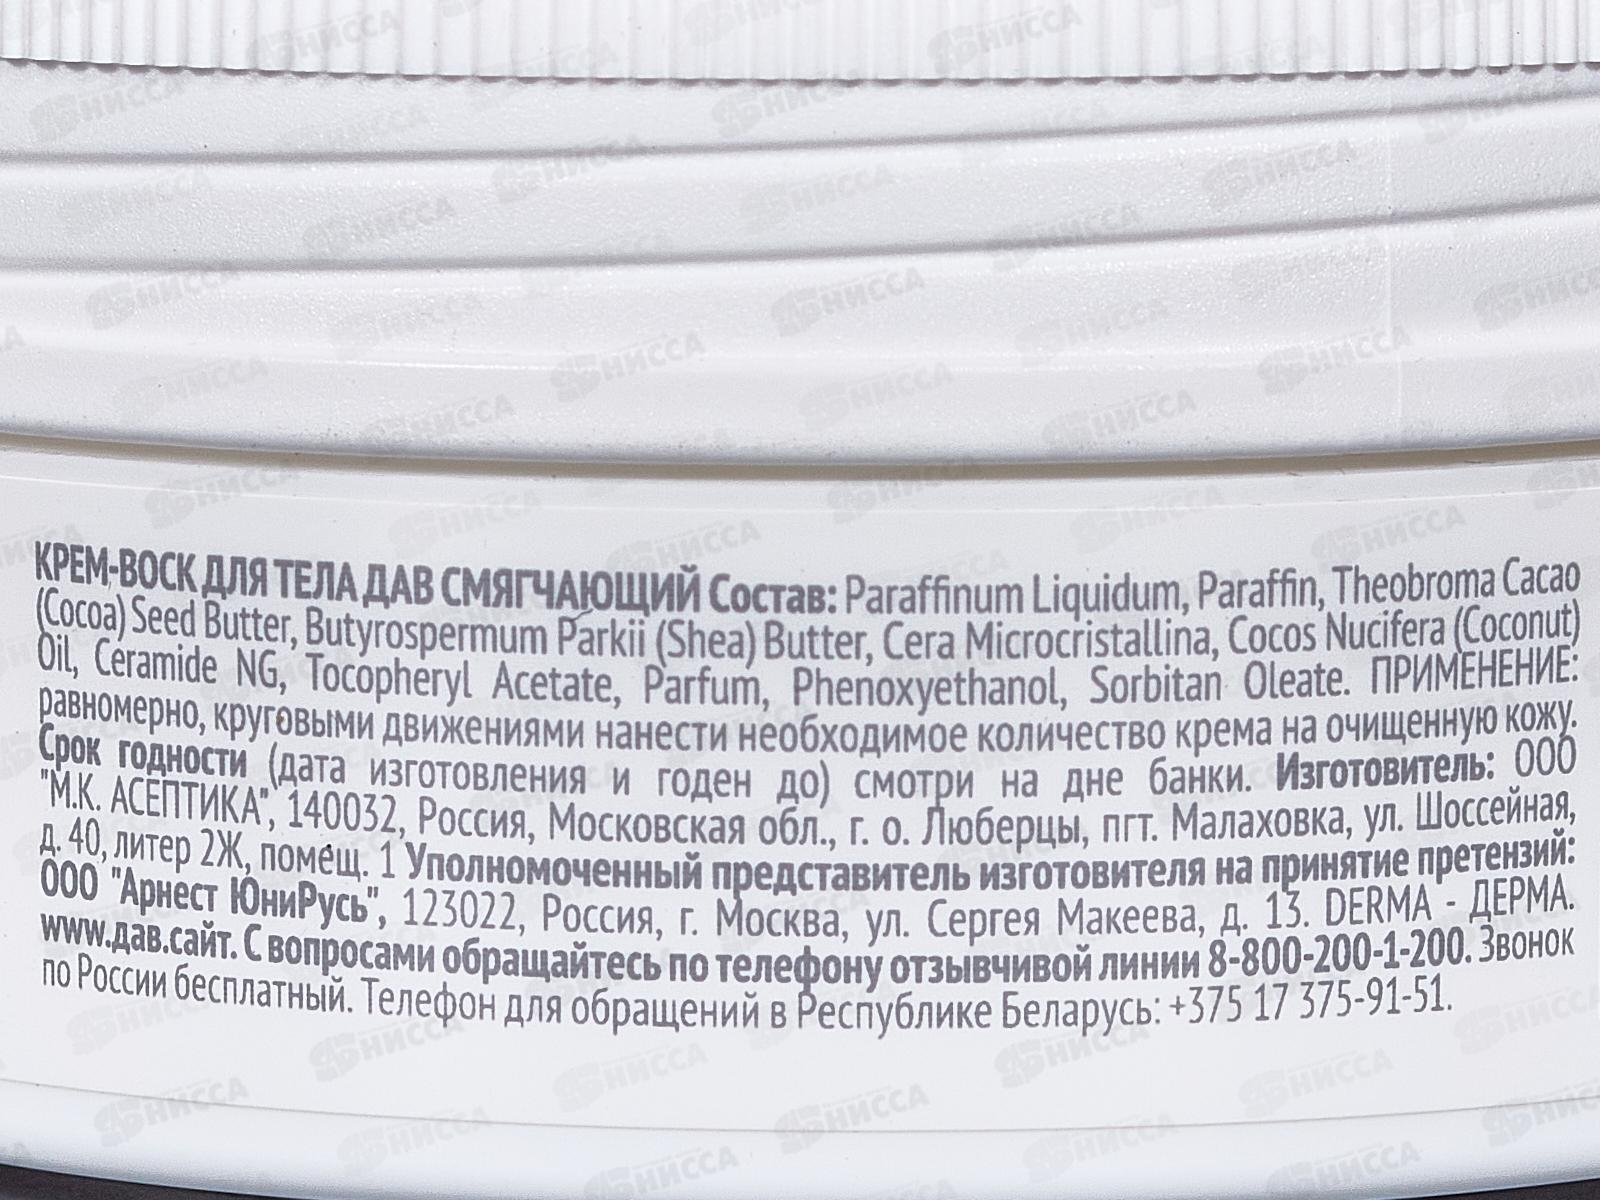 КРЕМ-ВОСК ДЛЯ ТЕЛА ДАВ СМЯГЧАЮЩИЙ Состав: Paraffinum Liquidum, Paraffin, Theobroma Cacao
(Cocoa) Seed Butter, Butyrospermum Parkii (Shea) Butter, Cera Microcristallina, Cocos Nucifera (Coconut)
Oil, Ceramide NG, Tocopheryl Acetate, Parfum, Phenoxyethanol, Sorbitan Oleate. ПРИМЕНЕНИЕ:
равномерно, круговыми движениями нанести необходимое количество крема на очищенную кожу.
Срок годности (дата изготовления и годен до) смотри на дне банки. Изготовитель: ООО
"М.К. АСЕПТИКА", 140032, Россия, Московская обл., г. о. Люберцы, пгт. Малаховка, ул. Шоссейная,
д. 40, литер 2Ж, помещ. 1 Уполномоченный представитель изготовителя на принятие претензий:
ООО "Арнест ЮниРусь", 123022, Россия, г. Москва, ул. Сергея Макеева, д. 13. DERMA - ДЕРМА.
www.дав.сайт. С вопросами обращайтесь по телефону отзывчивой линии 8-800-200-1-200. Звонок
по России бесплатный. Телефон для обращений в Республике Беларусь: +375 17 375-91-51.
НИССА